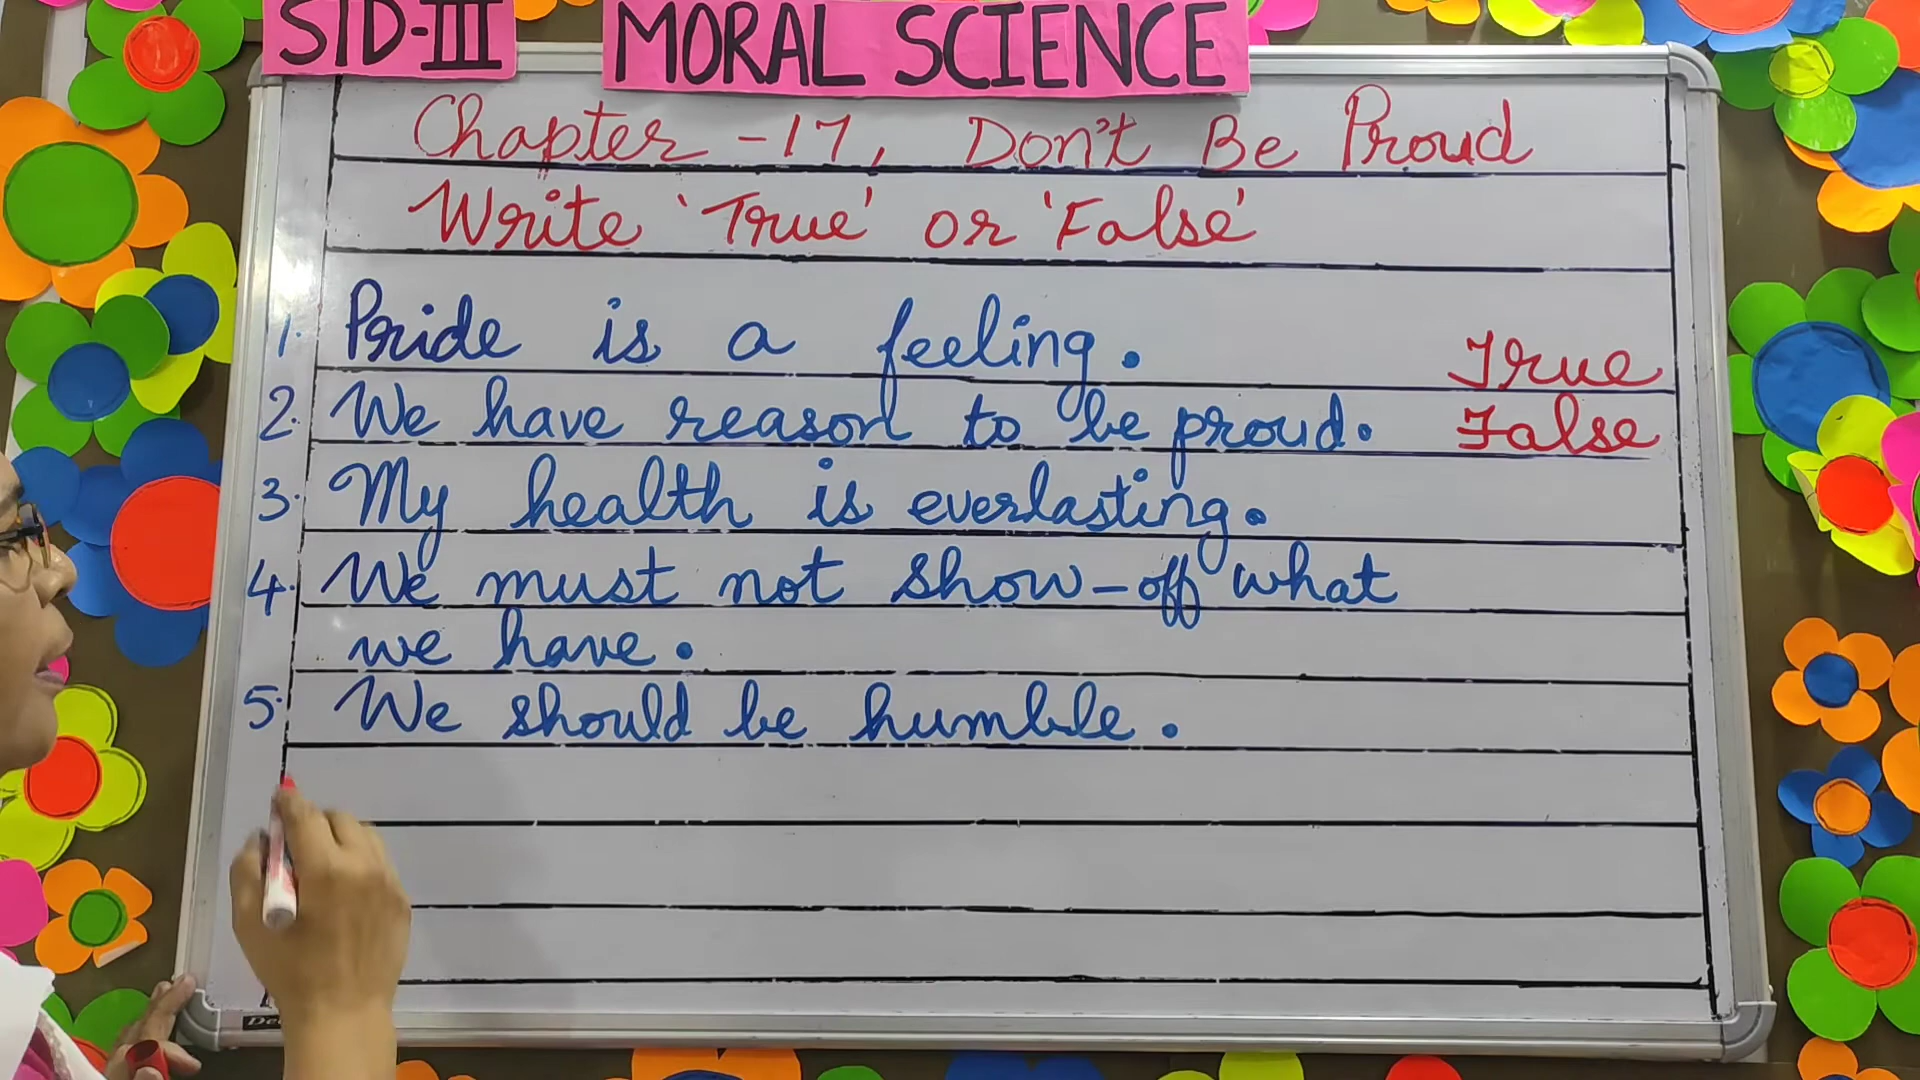 STD-III
MORAL SCIENCE
Chapter -17, Don't Be Proud
Write 'True' or 'False'
1. Pride is a feeling. True
2. We have reason to be proud. False
3. My health is everlasting.
4. We must not show-off what
we have.
5. We should be humble.